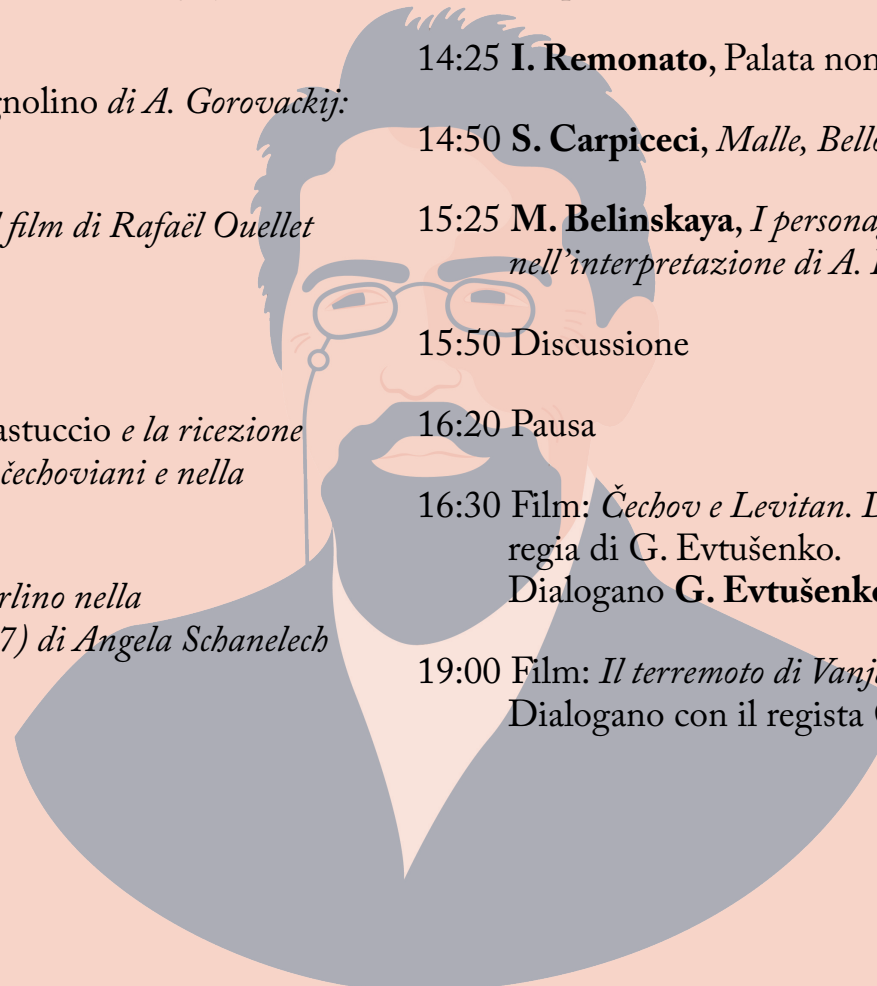 gnolino di A. Gorovackij:
film di Rafaël Ouellet
astuccio e la ricezione
čechoviani e nella
rlino nella
7) di Angela Schanelech
14:25 I. Remonato, Palata non
14:50 S. Carpiceci, Malle, Bello
15:25 M. Belinskaya, I persona
nell’interpretazione di A.
15:50 Discussione
16:20 Pausa
16:30 Film: Čechov e Levitan.
regia di G. Evtušenko.
Dialogano G. Evtušenko
19:00 Film: Il terremoto di Vanja
Dialogano con il regista